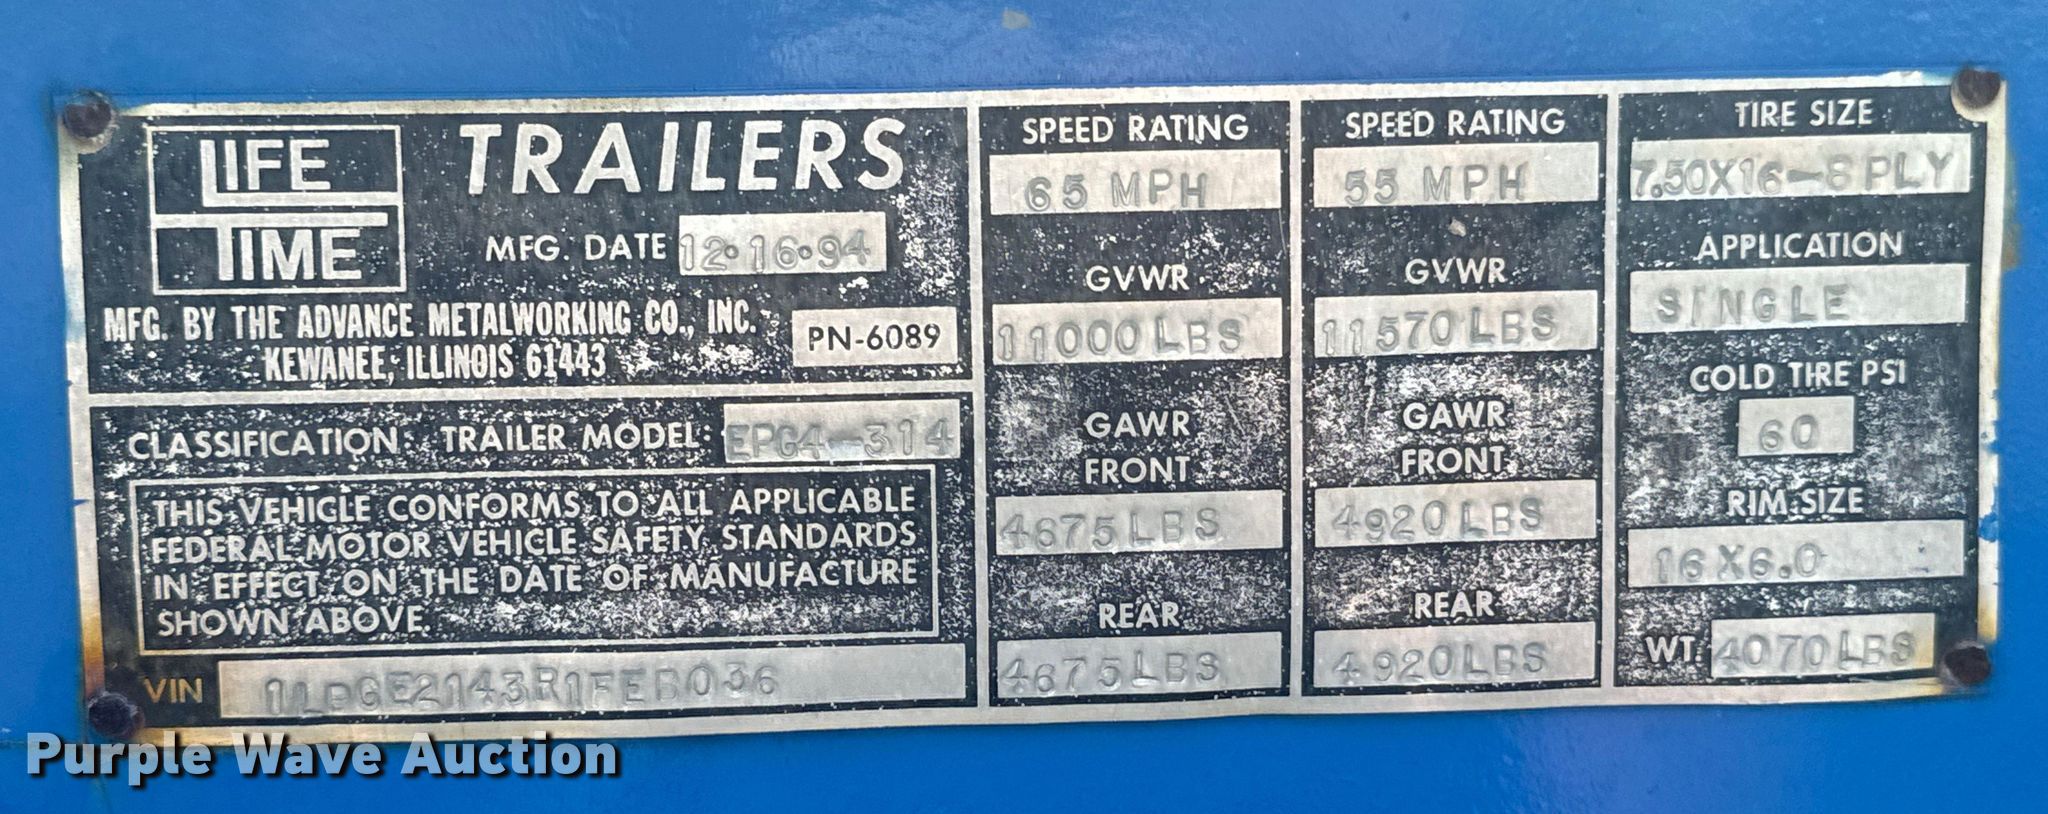 LIFE
TIME
TRAILERS
MFG. DATE 12·16·94
MFG. BY THE ADVANCE METALWORKING CO., INC.
KEWANEE, ILLINOIS 61443
PN-6089
CLASSIFICATION: TRAILER MODEL: EPG4-314
THIS VEHICLE CONFORMS TO ALL APPLICABLE
FEDERAL MOTOR VEHICLE SAFETY STANDARDS
IN EFFECT ON THE DATE OF MANUFACTURE
SHOWN ABOVE.
VIN
SPEED RATING
65 MPH
GVWR
11000 LBS
GAWR
FRONT
4675 LBS
REAR
4675 LBS
SPEED RATING
55 MPH
GVWR
11570 LBS
GAWR
FRONT
4920 LBS
REAR
4920 LBS
TIRE SIZE
7.50X16-8 PLY
APPLICATION
SINGLE
COLD TIRE PSI
60
RIM SIZE
16X6.0
WT. 4070 LBS
Purple Wave Auction